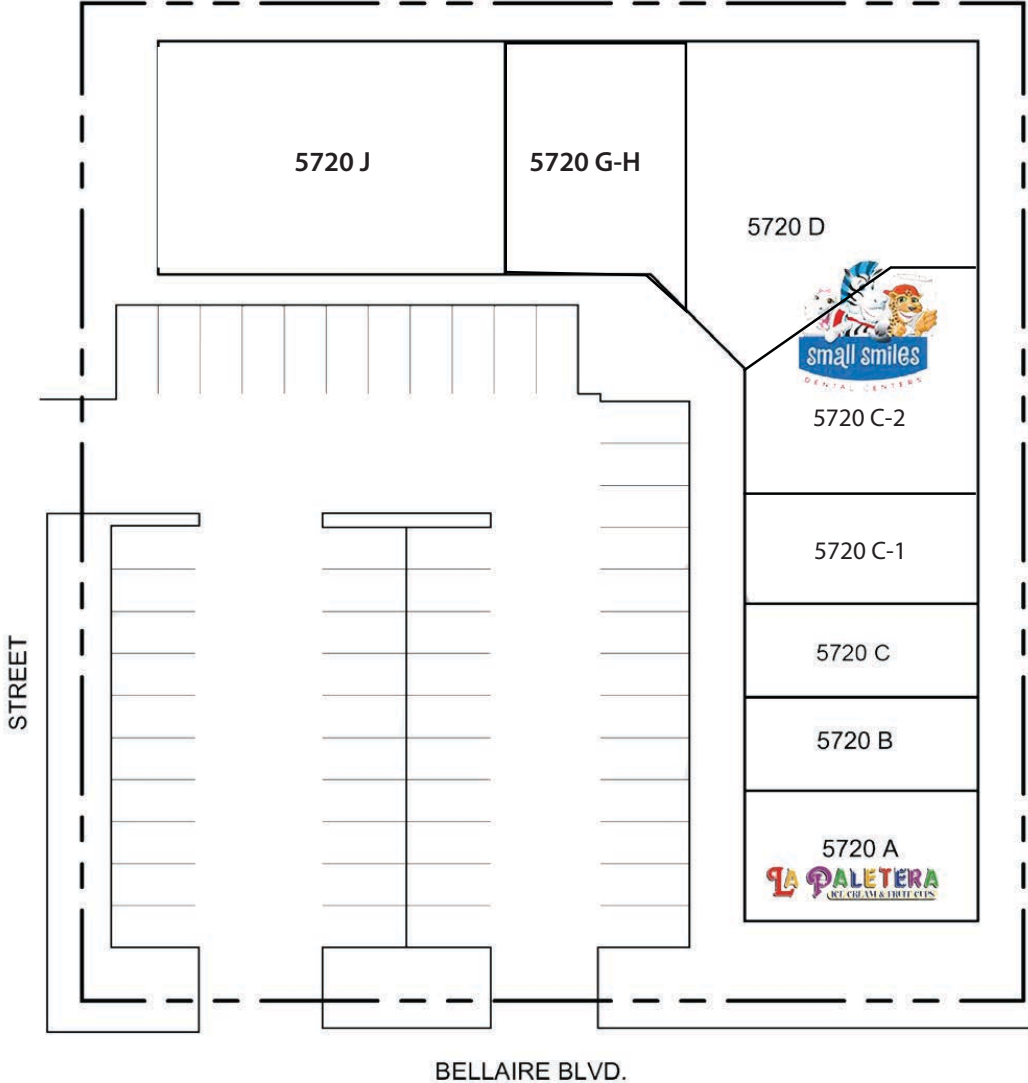 5720 J
5720 G-H
5720 D
small smiles
DENTAL CENTERS
5720 C-2
5720 C-1
5720 C
STREET
5720 B
5720 A
LA PALETERA
ICE CREAM & FRUIT CUPS
BELLAIRE BLVD.